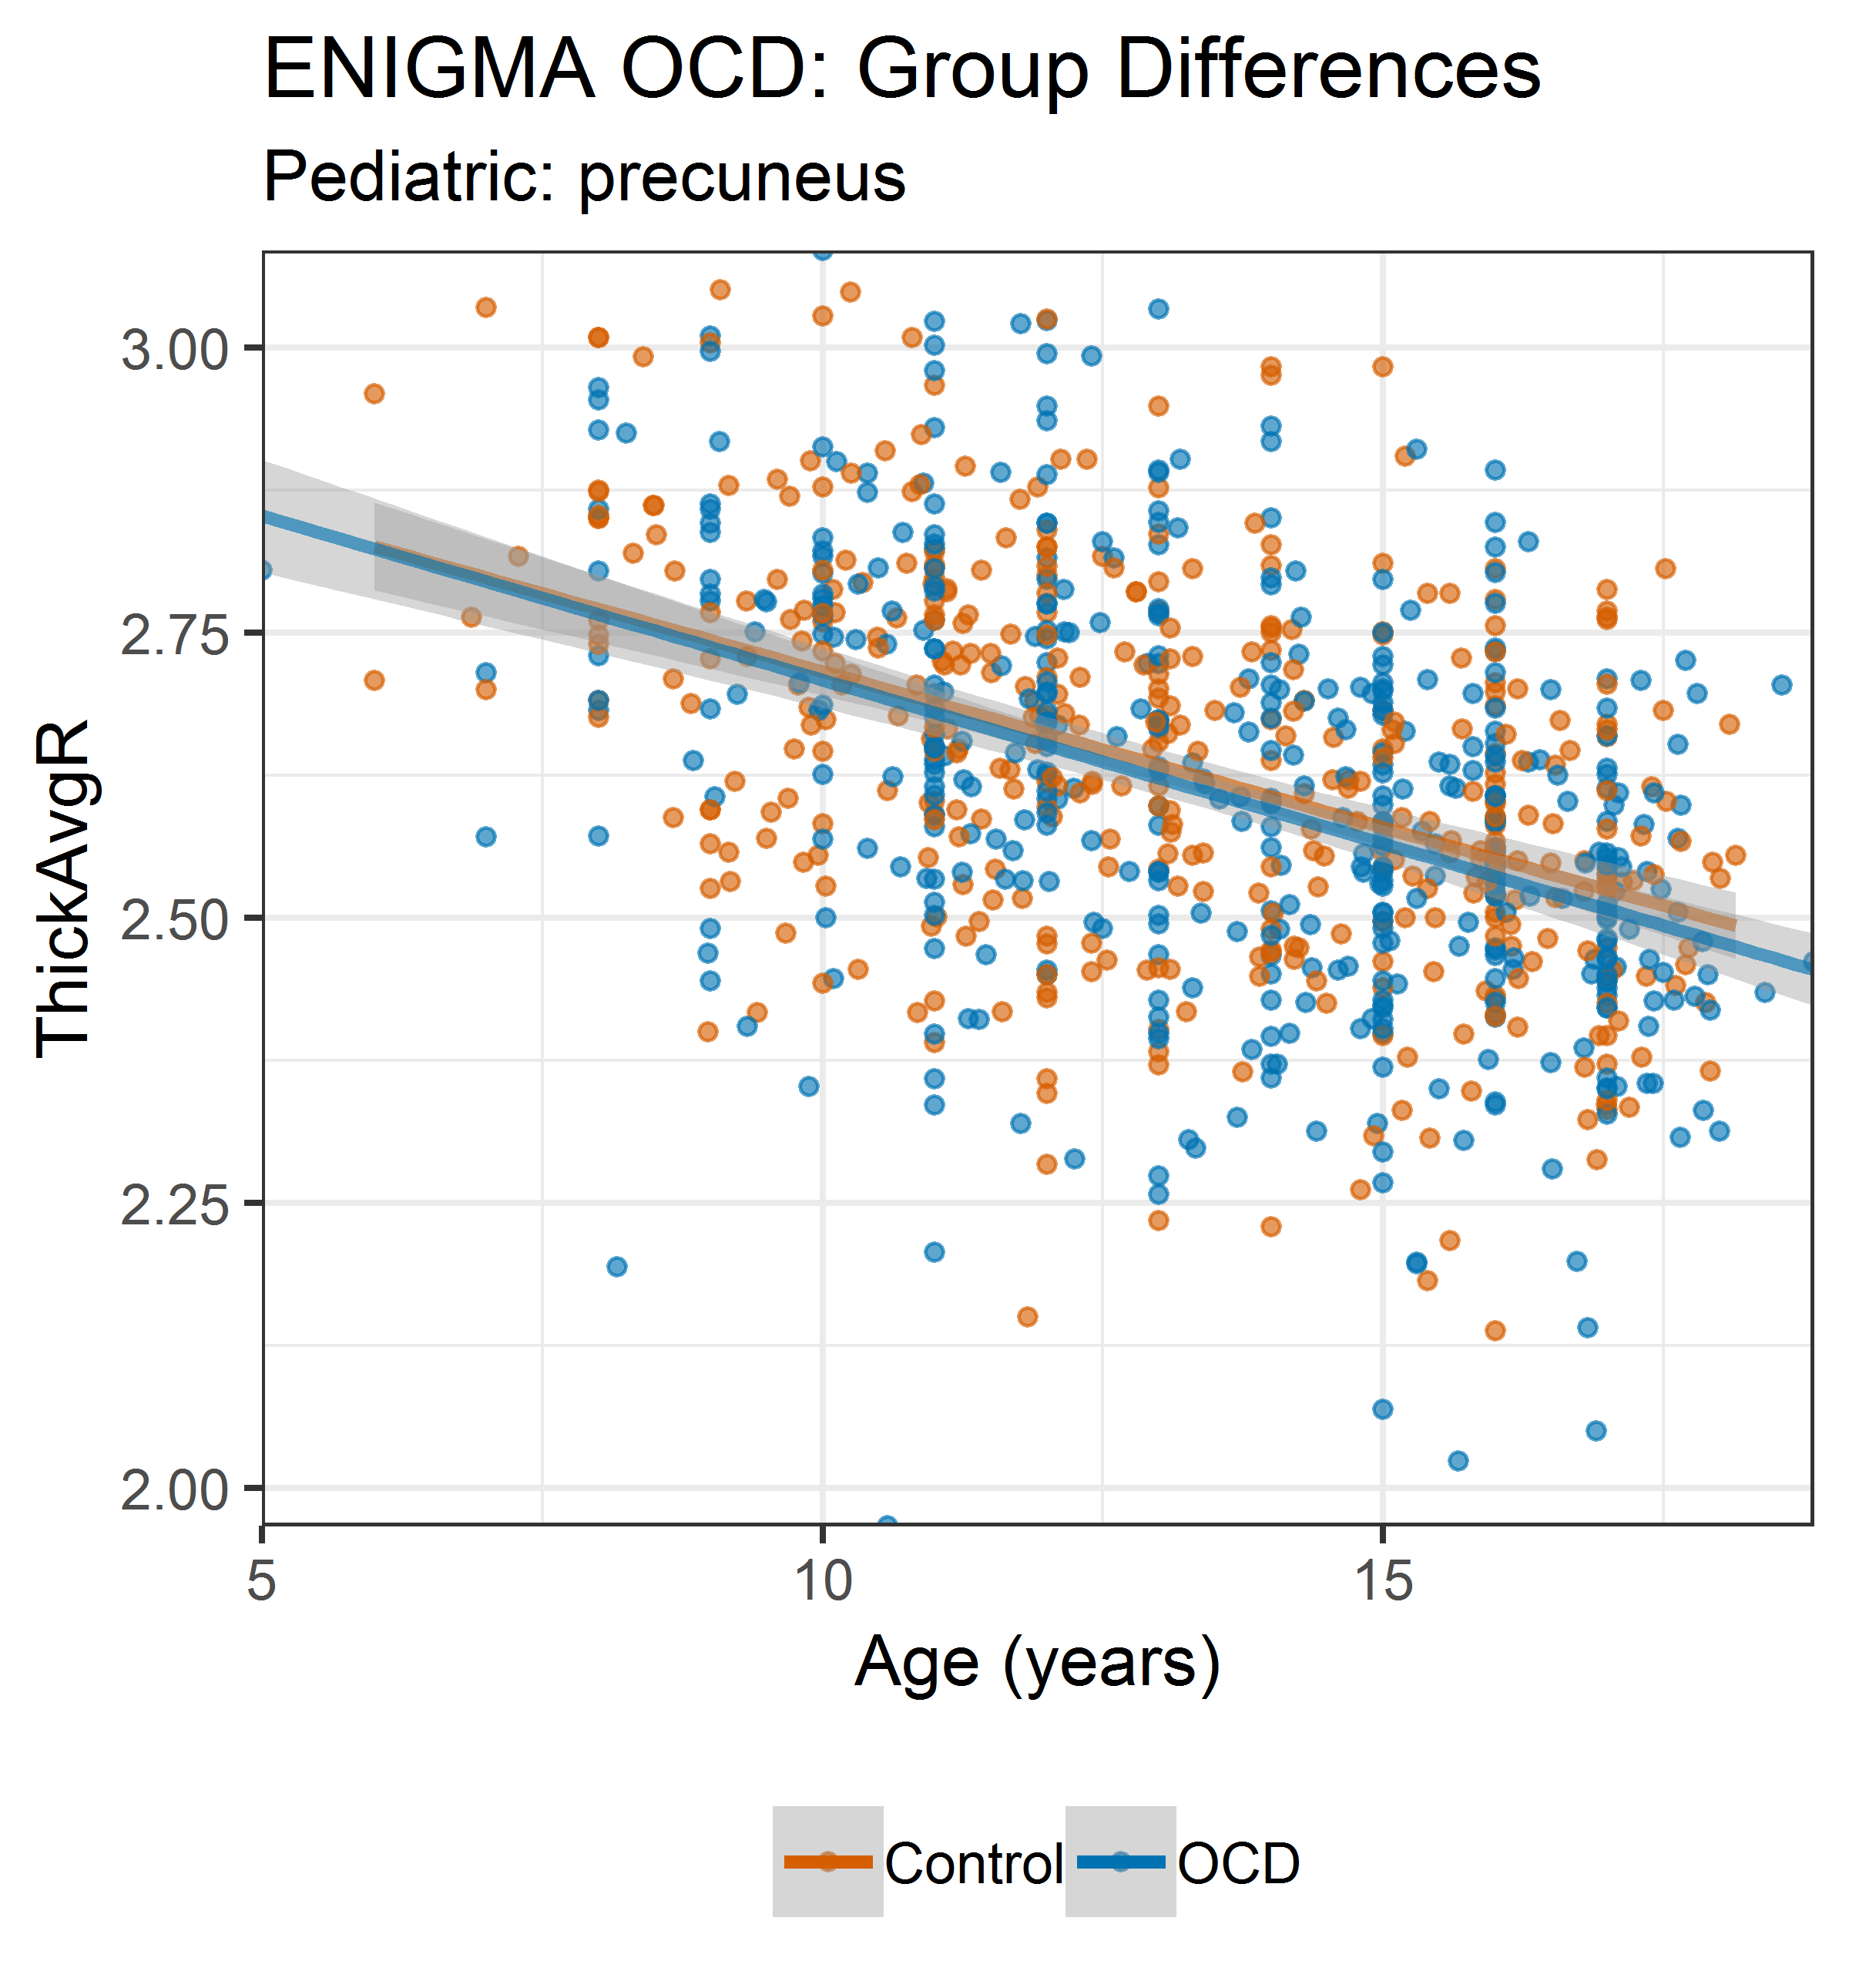 ENIGMA OCD: Group Differences
Pediatric: precuneus
ThickAvgR
3.00
2.75
2.50
2.25
2.00
5 10 15
Age (years)
Control OCD